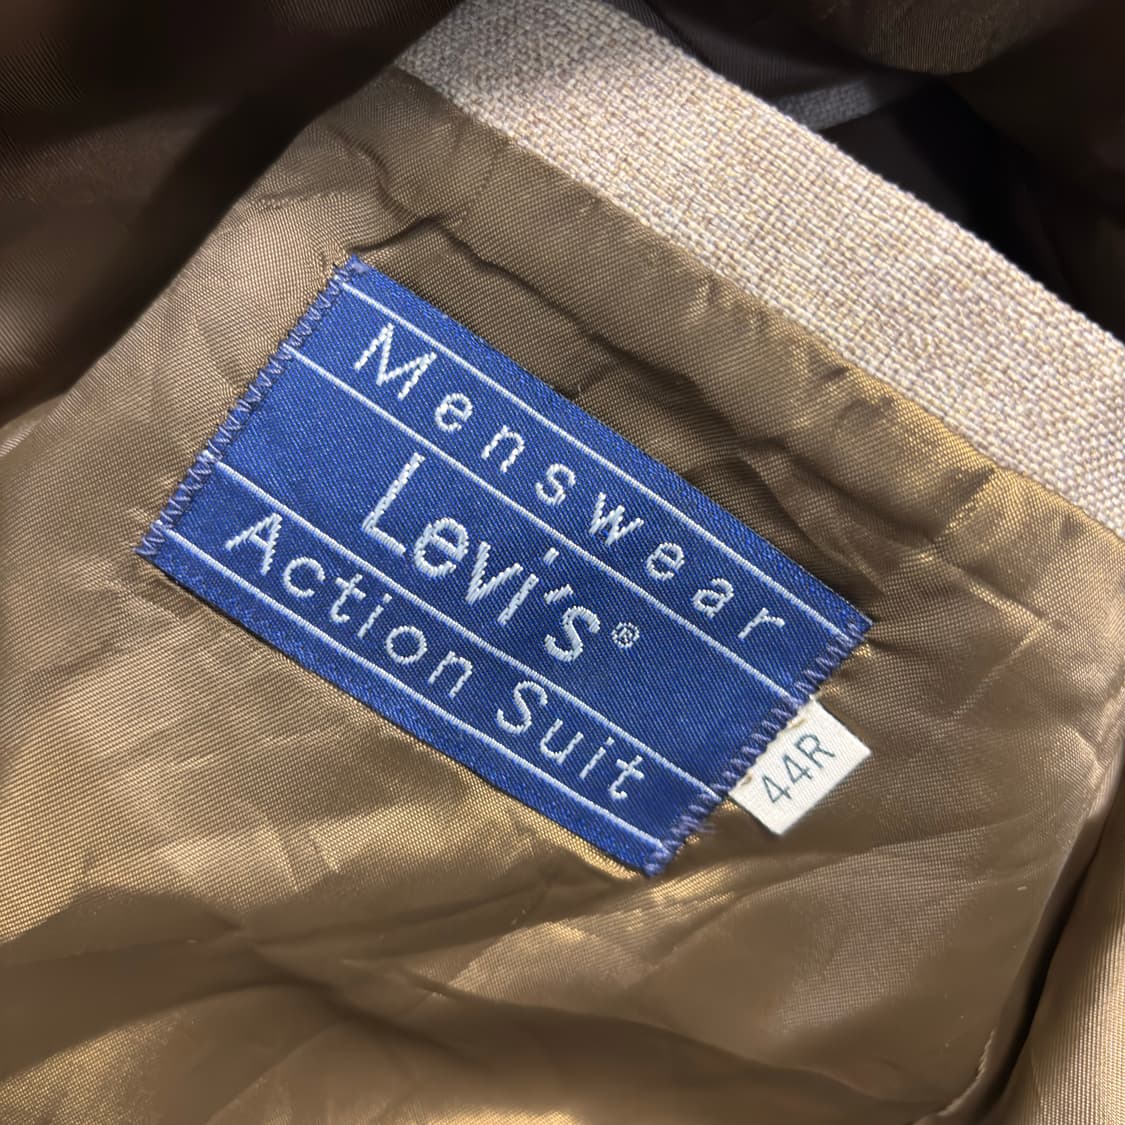 Menswear
Levi's®
Action Suit
44R